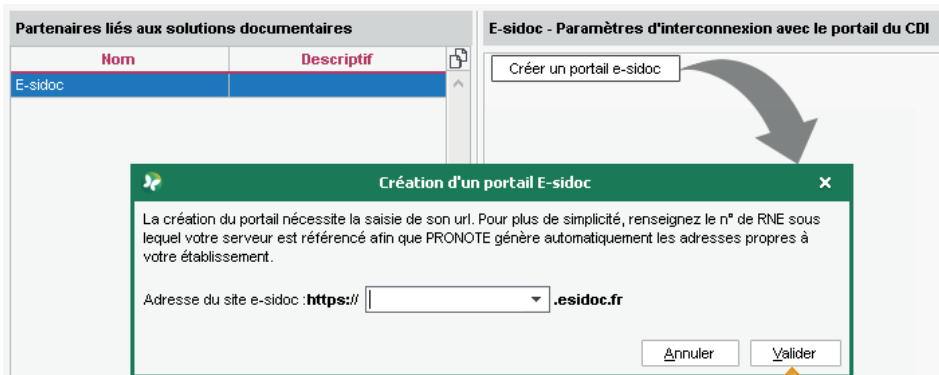 Partenaires liés aux solutions documentaires
E-sidoc - Paramètres d'interconnexion avec le portail du CDI
Nom
Descriptif
E-sidoc
Créer un portail e-sidoc
Création d'un portail E-sidoc
La création du portail nécessite la saisie de son url. Pour plus de simplicité, renseignez le n° de RNE sous
lequel votre serveur est référencé afin que PRONOTE génère automatiquement les adresses propres à
votre établissement.
Adresse du site e-sidoc :https:// .esidoc.fr
Annuler
Valider